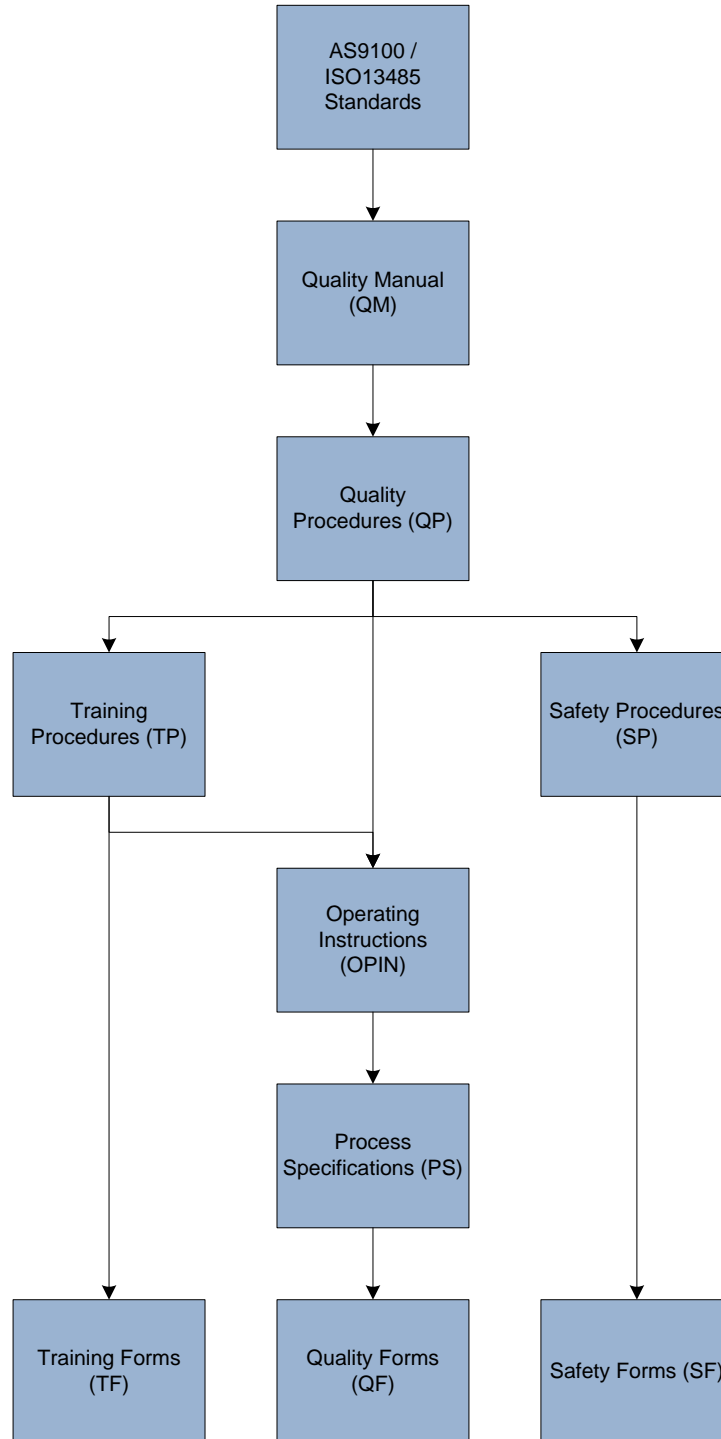 AS9100 /
ISO13485
Standards
Quality Manual
(QM)
Quality
Procedures (QP)
Training
Procedures (TP)
Safety Procedures
(SP)
Operating
Instructions
(OPIN)
Process
Specifications (PS)
Training Forms
(TF)
Quality Forms
(QF)
Safety Forms (SF)